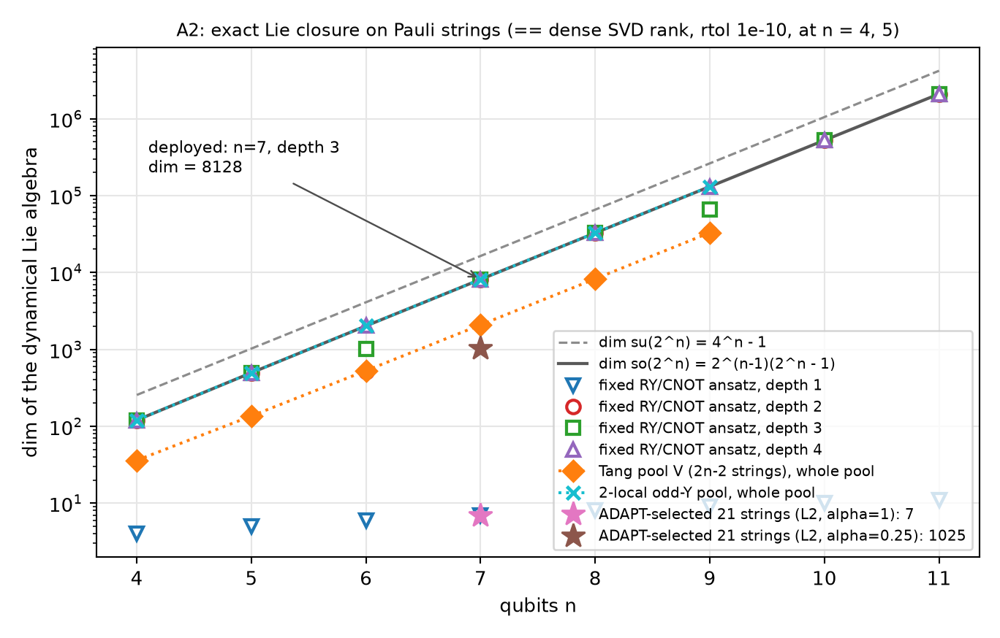 A2: exact Lie closure on Pauli strings (== dense SVD rank, rtol 1e-10, at n = 4, 5)
dim of the dynamical Lie algebra
10^6
10^5
10^4
10^3
10^2
10^1
deployed: n=7, depth 3
dim = 8128
dim su(2^n) = 4^n - 1
dim so(2^n) = 2^(n-1)(2^n - 1)
fixed RY/CNOT ansatz, depth 1
fixed RY/CNOT ansatz, depth 2
fixed RY/CNOT ansatz, depth 3
fixed RY/CNOT ansatz, depth 4
Tang pool V (2n-2 strings), whole pool
2-local odd-Y pool, whole pool
ADAPT-selected 21 strings (L2, alpha=1): 7
ADAPT-selected 21 strings (L2, alpha=0.25): 1025
4 5 6 7 8 9 10 11
qubits n